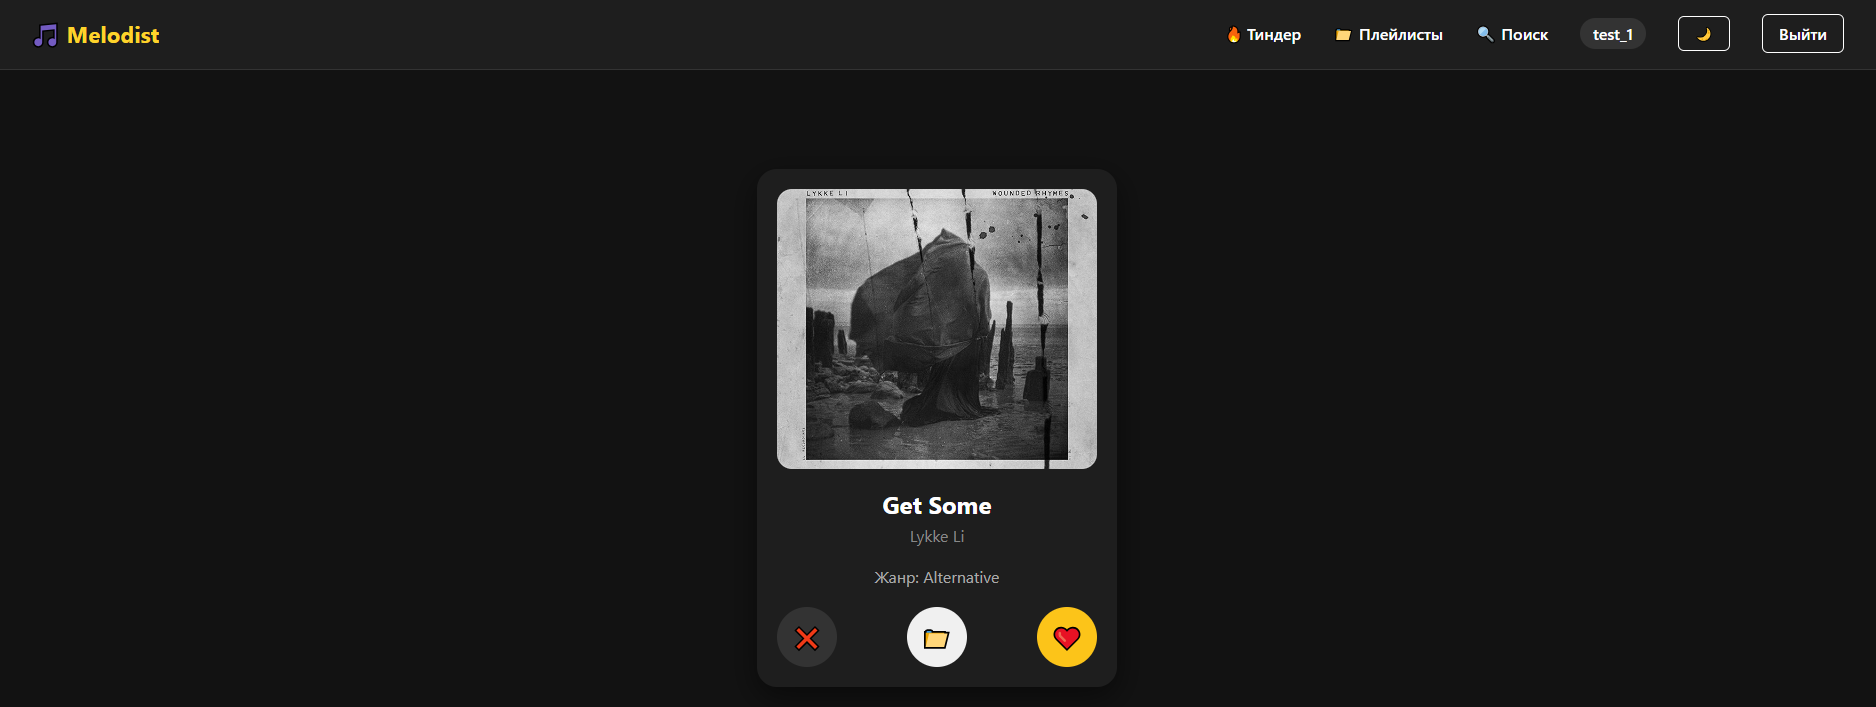 Melodist
Тиндер
Плейлисты
Поиск
test_1
Выйти
LYKKE LI
WOUNDED RHYMES
Get Some
Lykke Li
Жанр: Alternative